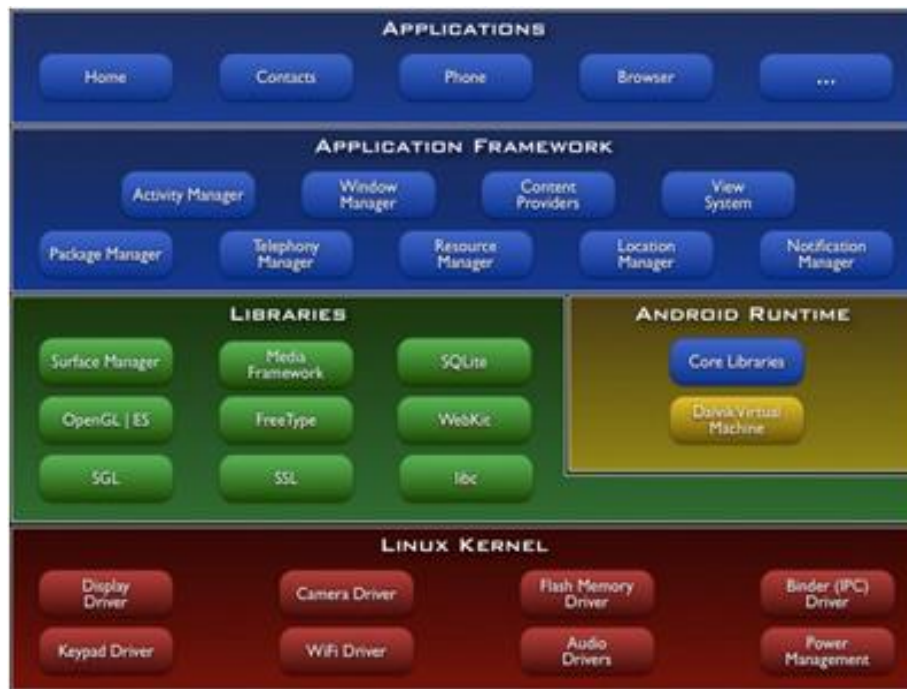 APPLICATIONS
Home
Contacts
Phone
Browser
...
APPLICATION FRAMEWORK
Activity Manager
Window
Manager
Content
Providers
View
System
Package Manager
Telephony
Manager
Resource
Manager
Location
Manager
Notification
Manager
LIBRARIES
Surface Manager
Media
Framework
SQLite
OpenGL | ES
FreeType
WebKit
SGL
SSL
libc
ANDROID RUNTIME
Core Libraries
Dalvik Virtual
Machine
LINUX KERNEL
Display
Driver
Camera Driver
Flash Memory
Driver
Binder (IPC)
Driver
Keypad Driver
WiFi Driver
Audio
Drivers
Power
Management